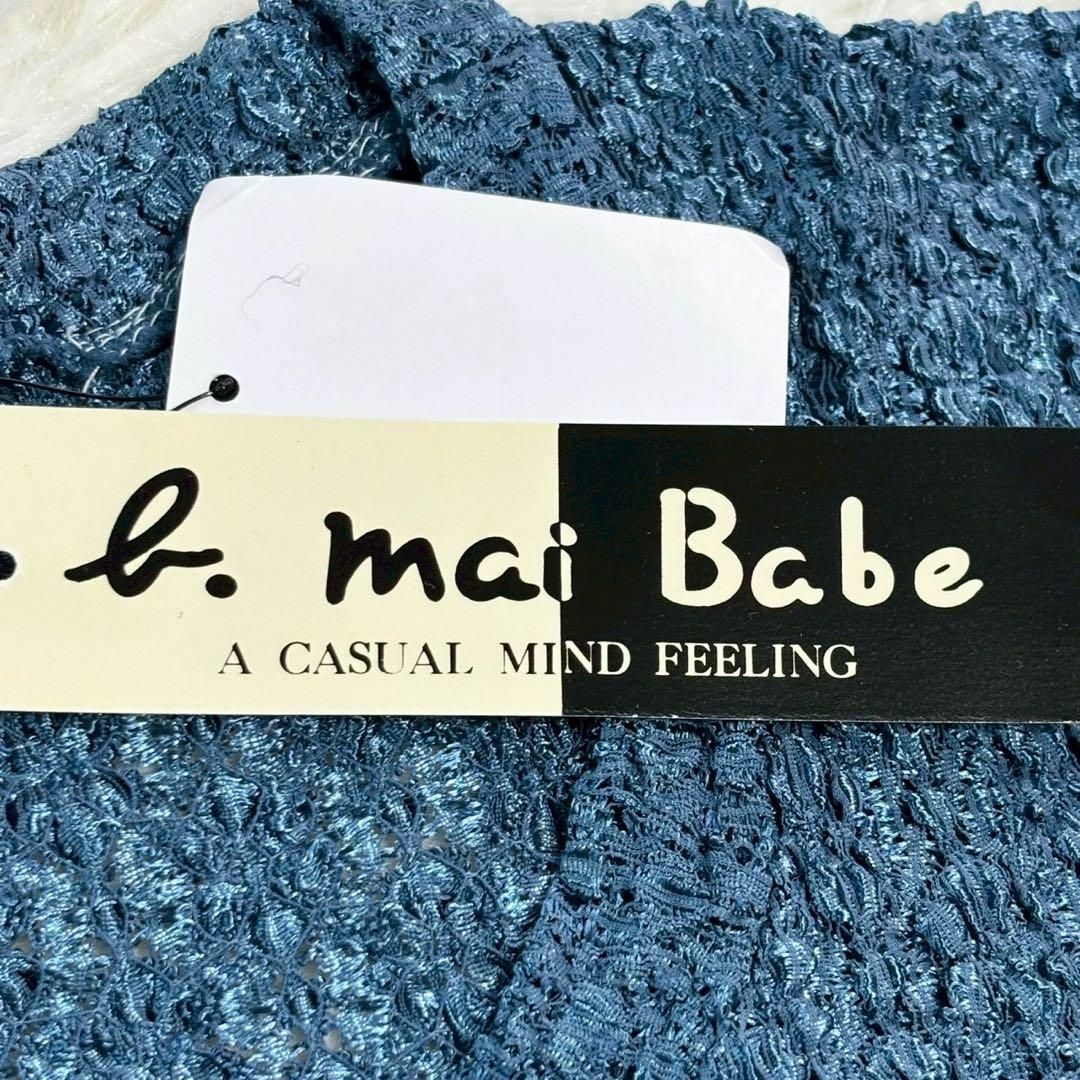 . b. mai Babe
A CASUAL MIND FEELING